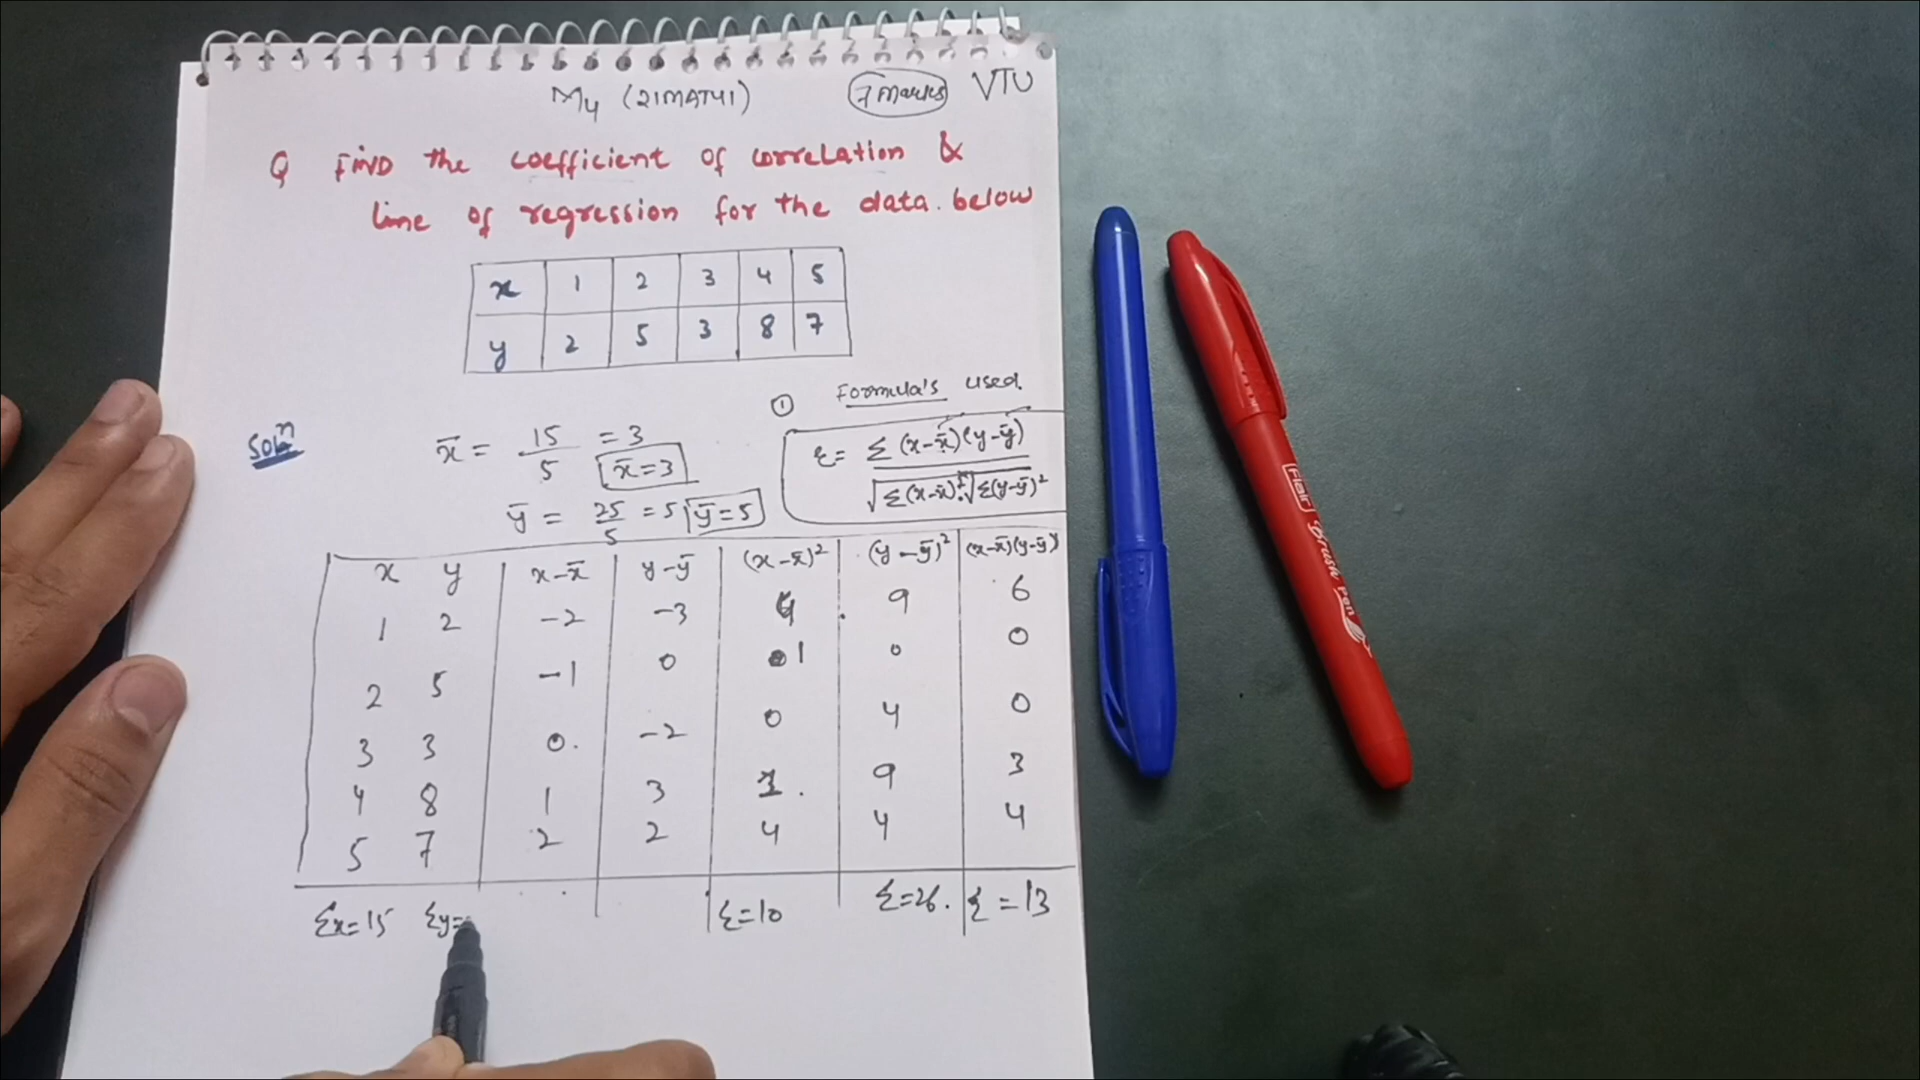 M4 (21MAT41) 7 marks VTU
Q FIND the coefficient of correlation &
line of regression for the data. below
x 1 2 3 4 5
y 2 5 3 8 7
① Formula's used.
Solⁿ x̄ = 15/5 = 3 x̄=3
r = Σ(x-x̄)(y-ȳ) / √Σ(x-x̄)² · √Σ(y-ȳ)²
ȳ = 25/5 = 5 ȳ=5
x y x-x̄ y-ȳ (x-x̄)² (y-ȳ)² (x-x̄)(y-ȳ)
1 2 -2 -3 4 9 6
2 5 -1 0 1 0 0
3 3 0. -2 0 4 0
4 8 1 3 1. 9 3
5 7 2 2 4 4 4
Σx=15 Σy= Σ=10 Σ=26. Σ=13
Flair
Brush Pen